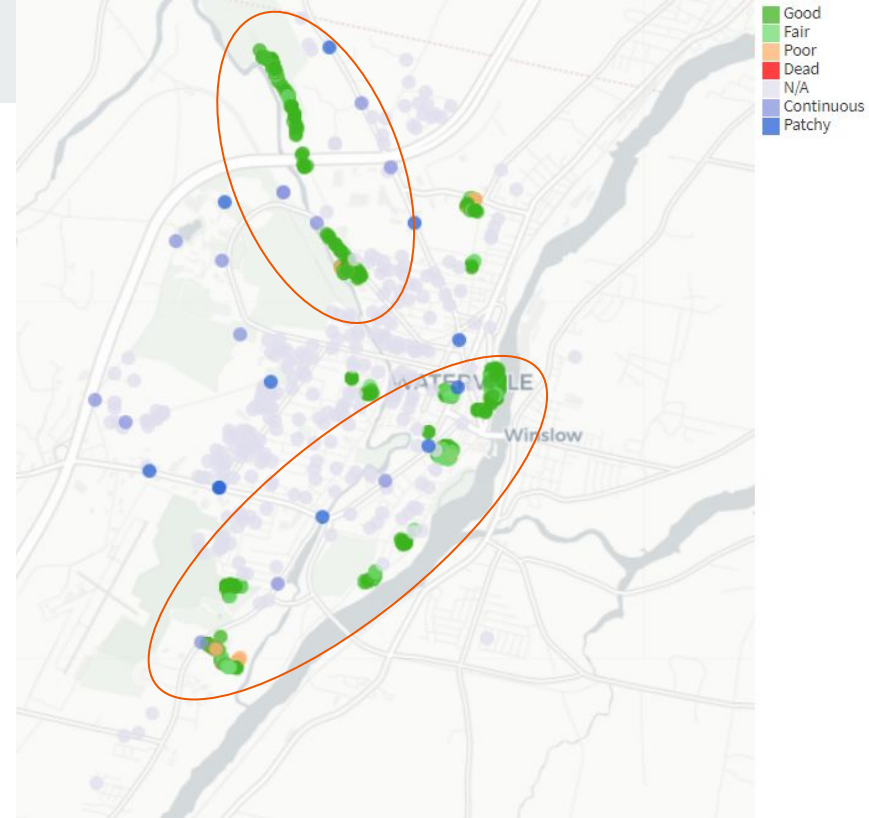 Good
Fair
Poor
Dead
N/A
Continuous
Patchy
WATERVILLE
Winslow